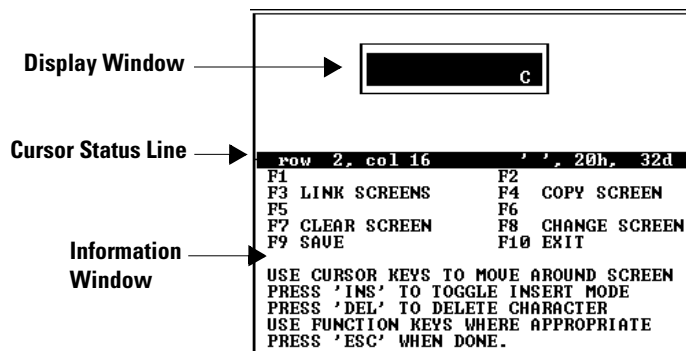 Display Window
C
Cursor Status Line
row 2, col 16 ' ', 20h, 32d
F1 F2
F3 LINK SCREENS F4 COPY SCREEN
F5 F6
F7 CLEAR SCREEN F8 CHANGE SCREEN
F9 SAVE F10 EXIT
Information
Window
USE CURSOR KEYS TO MOVE AROUND SCREEN
PRESS 'INS' TO TOGGLE INSERT MODE
PRESS 'DEL' TO DELETE CHARACTER
USE FUNCTION KEYS WHERE APPROPRIATE
PRESS 'ESC' WHEN DONE.